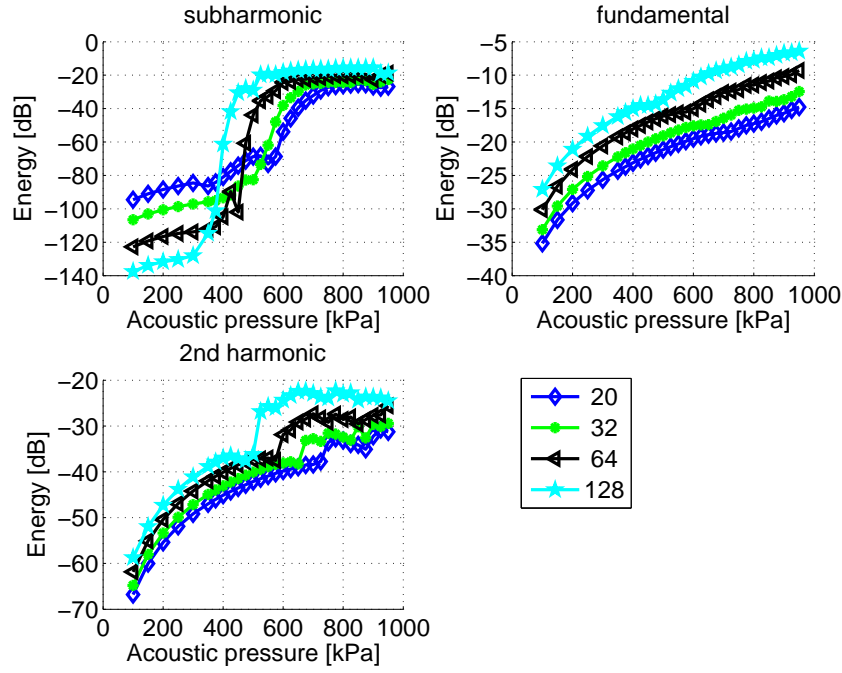 subharmonic
0
−20
−40
−60
−80
−100
−120
−140
Energy [dB]
0 200 400 600 800 1000
Acoustic pressure [kPa]
fundamental
−5
−10
−15
−20
−25
−30
−35
−40
Energy [dB]
0 200 400 600 800 1000
Acoustic pressure [kPa]
2nd harmonic
−20
−30
−40
−50
−60
−70
Energy [dB]
0 200 400 600 800 1000
Acoustic pressure [kPa]
20
32
64
128